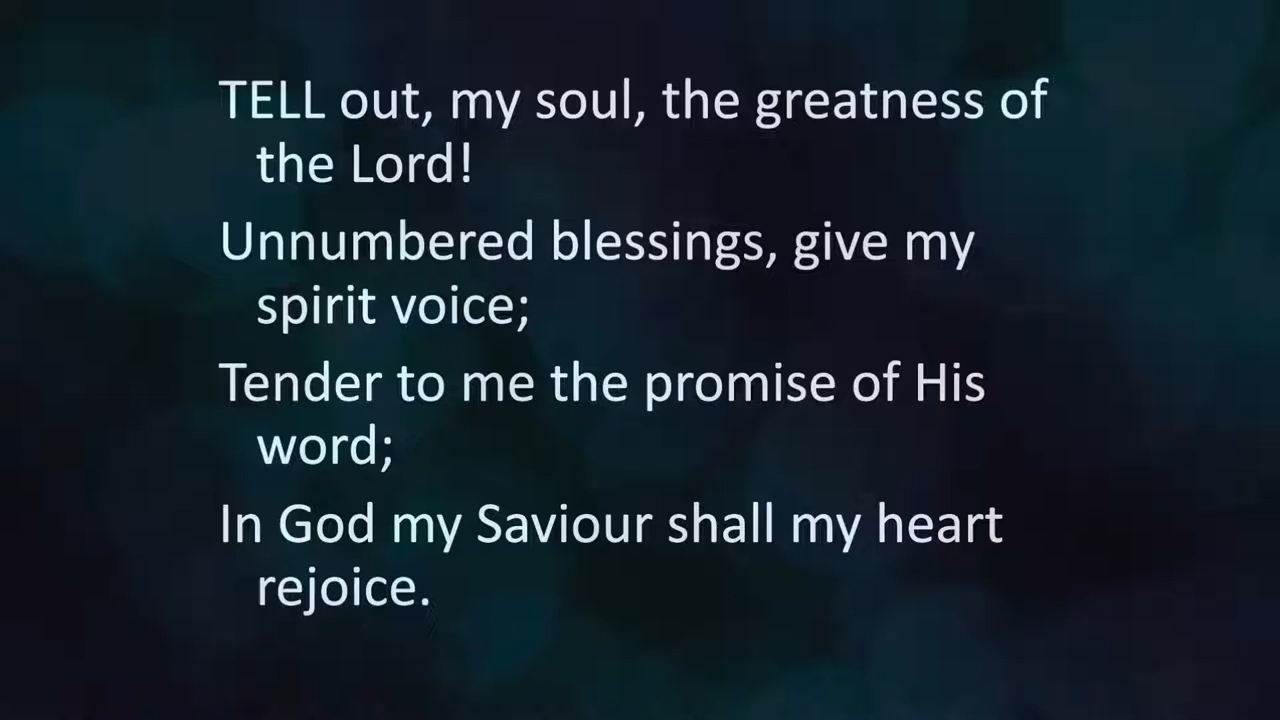 TELL out, my soul, the greatness of
the Lord!
Unnumbered blessings, give my
spirit voice;
Tender to me the promise of His
word;
In God my Saviour shall my heart
rejoice.